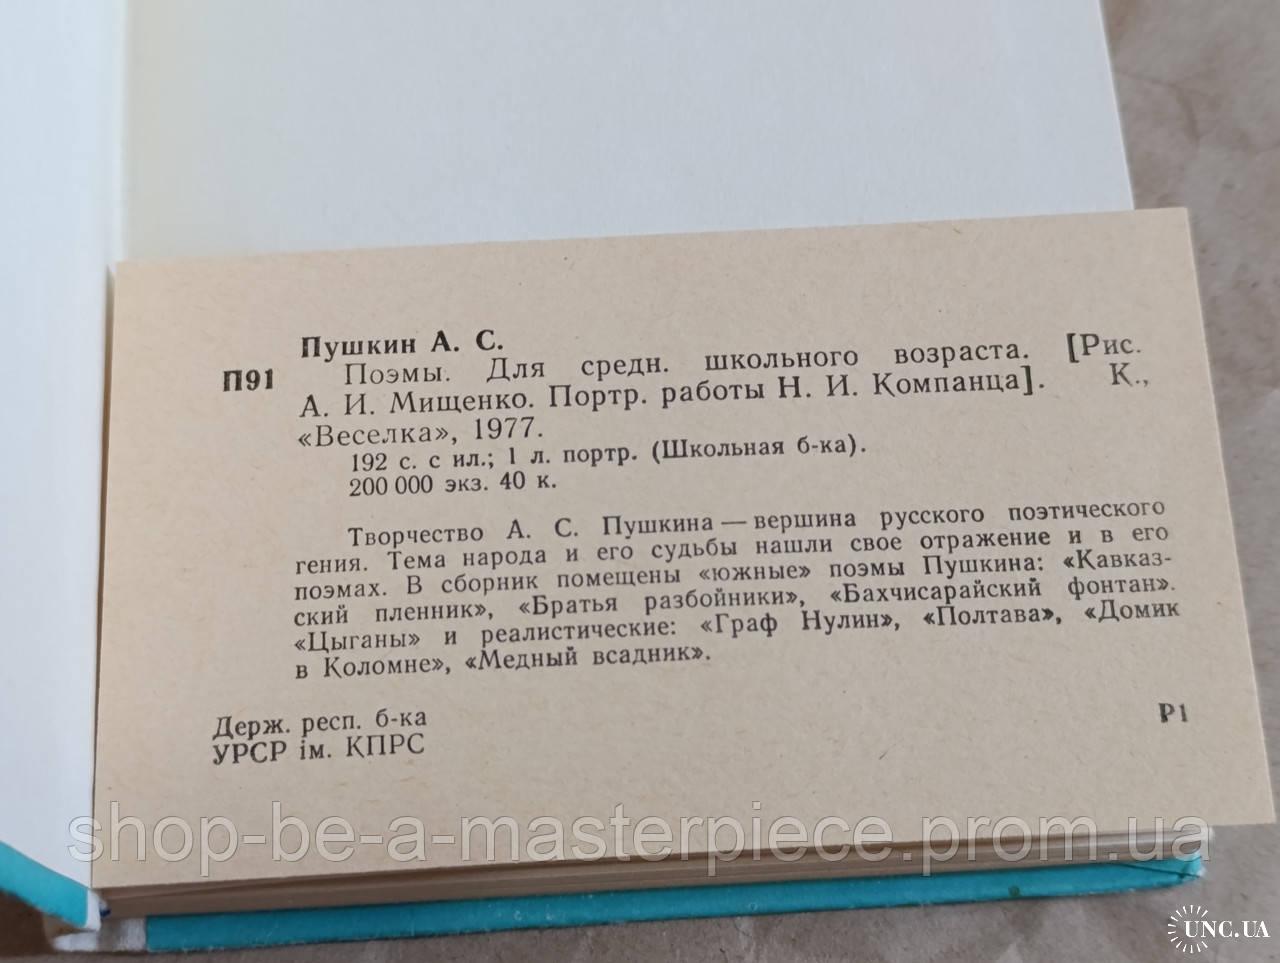 Пушкин А. С.
П91
Поэмы. Для средн. школьного возраста. [Рис.
А. И. Мищенко. Портр. работы Н. И. Компанца]. К.,
«Веселка», 1977.
192 с. с ил.; 1 л. портр. (Школьная б-ка).
200 000 экз. 40 к.
Творчество А. С. Пушкина — вершина русского поэтического
гения. Тема народа и его судьбы нашли свое отражение и в его
поэмах. В сборник помещены «южные» поэмы Пушкина: «Кавказ-
ский пленник», «Братья разбойники», «Бахчисарайский фонтан».
«Цыганы» и реалистические: «Граф Нулин», «Полтава», «Домик
в Коломне», «Медный всадник».
Держ. респ. б-ка
УРСР ім. КПРС
Р1
shop-be-a-masterpiece.prom.ua
UNC.UA